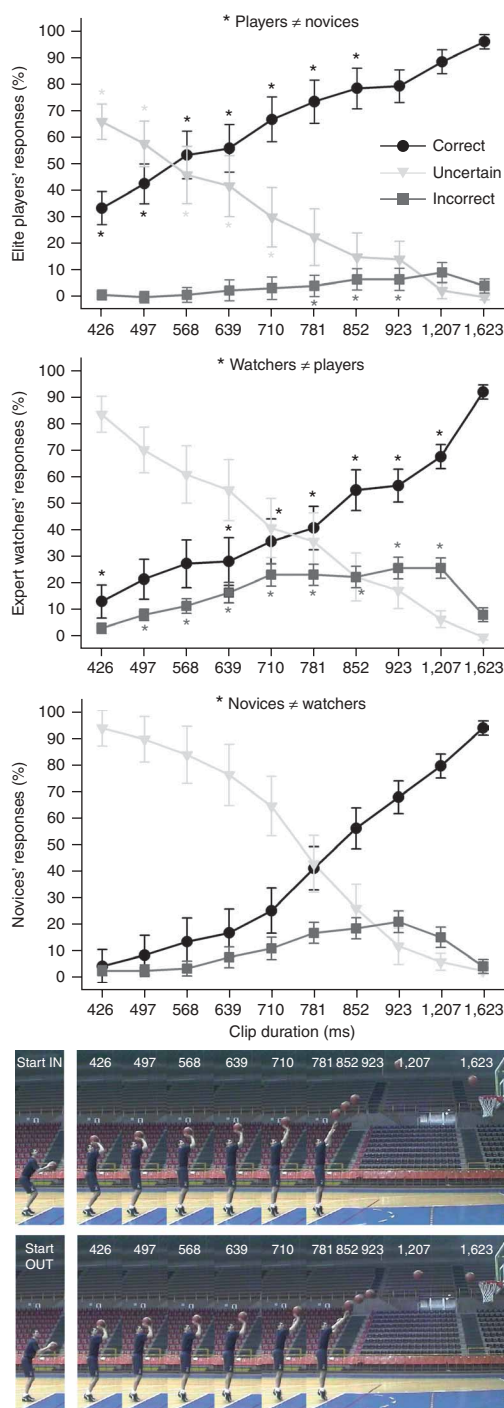 * Players ≠ novices
Elite players' responses (%)
100
90
80
70
60
50
40
30
20
10
0
Correct
Uncertain
Incorrect
426 497 568 639 710 781 852 923 1,207 1,623
* Watchers ≠ players
Expert watchers' responses (%)
100
90
80
70
60
50
40
30
20
10
0
426 497 568 639 710 781 852 923 1,207 1,623
* Novices ≠ watchers
Novices' responses (%)
100
90
80
70
60
50
40
30
20
10
0
426 497 568 639 710 781 852 923 1,207 1,623
Clip duration (ms)
Start IN 426 497 568 639 710 781 852 923 1,207 1,623
Start
OUT
426 497 568 639 710 781 852 923 1,207 1,623